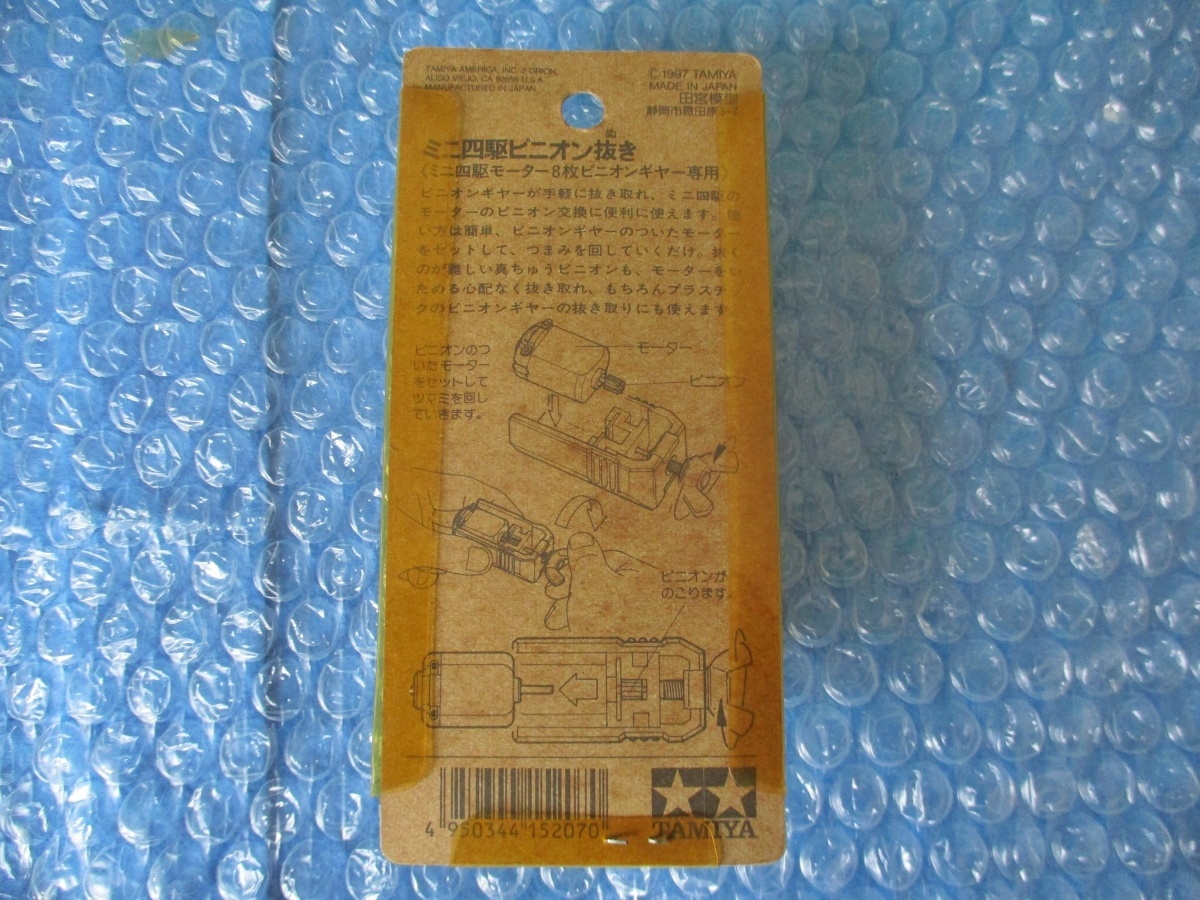 TAMIYA AMERICA, INC. 2 ORION,
ALISO VIEJO, CA 92656 U.S.A.
MANUFACTURED IN JAPAN
©1997 TAMIYA
MADE IN JAPAN
田宮模型
静岡市恩田原3-7
ぬ
ミニ四駆ピニオン抜き
《ミニ四駆モーター8枚ピニオンギヤー専用》
ピニオンギヤーが手軽に抜き取れ、ミニ四駆の
モーターのピニオン交換に便利に使えます。使
い方は簡単、ピニオンギヤーのついたモーター
をセットして、つまみを回していくだけ。抜く
のが難しい真ちゅうピニオンも、モーターをい
ためる心配なく抜き取れ、もちろんプラスチッ
クのピニオンギヤーの抜き取りにも使えます
ピニオンのつ
いたモーター
をセットして
ツマミを回し
ていきます。
モーター
ピニオン
ピニオンが
のこります。
4 950344 152070
TAMIYA